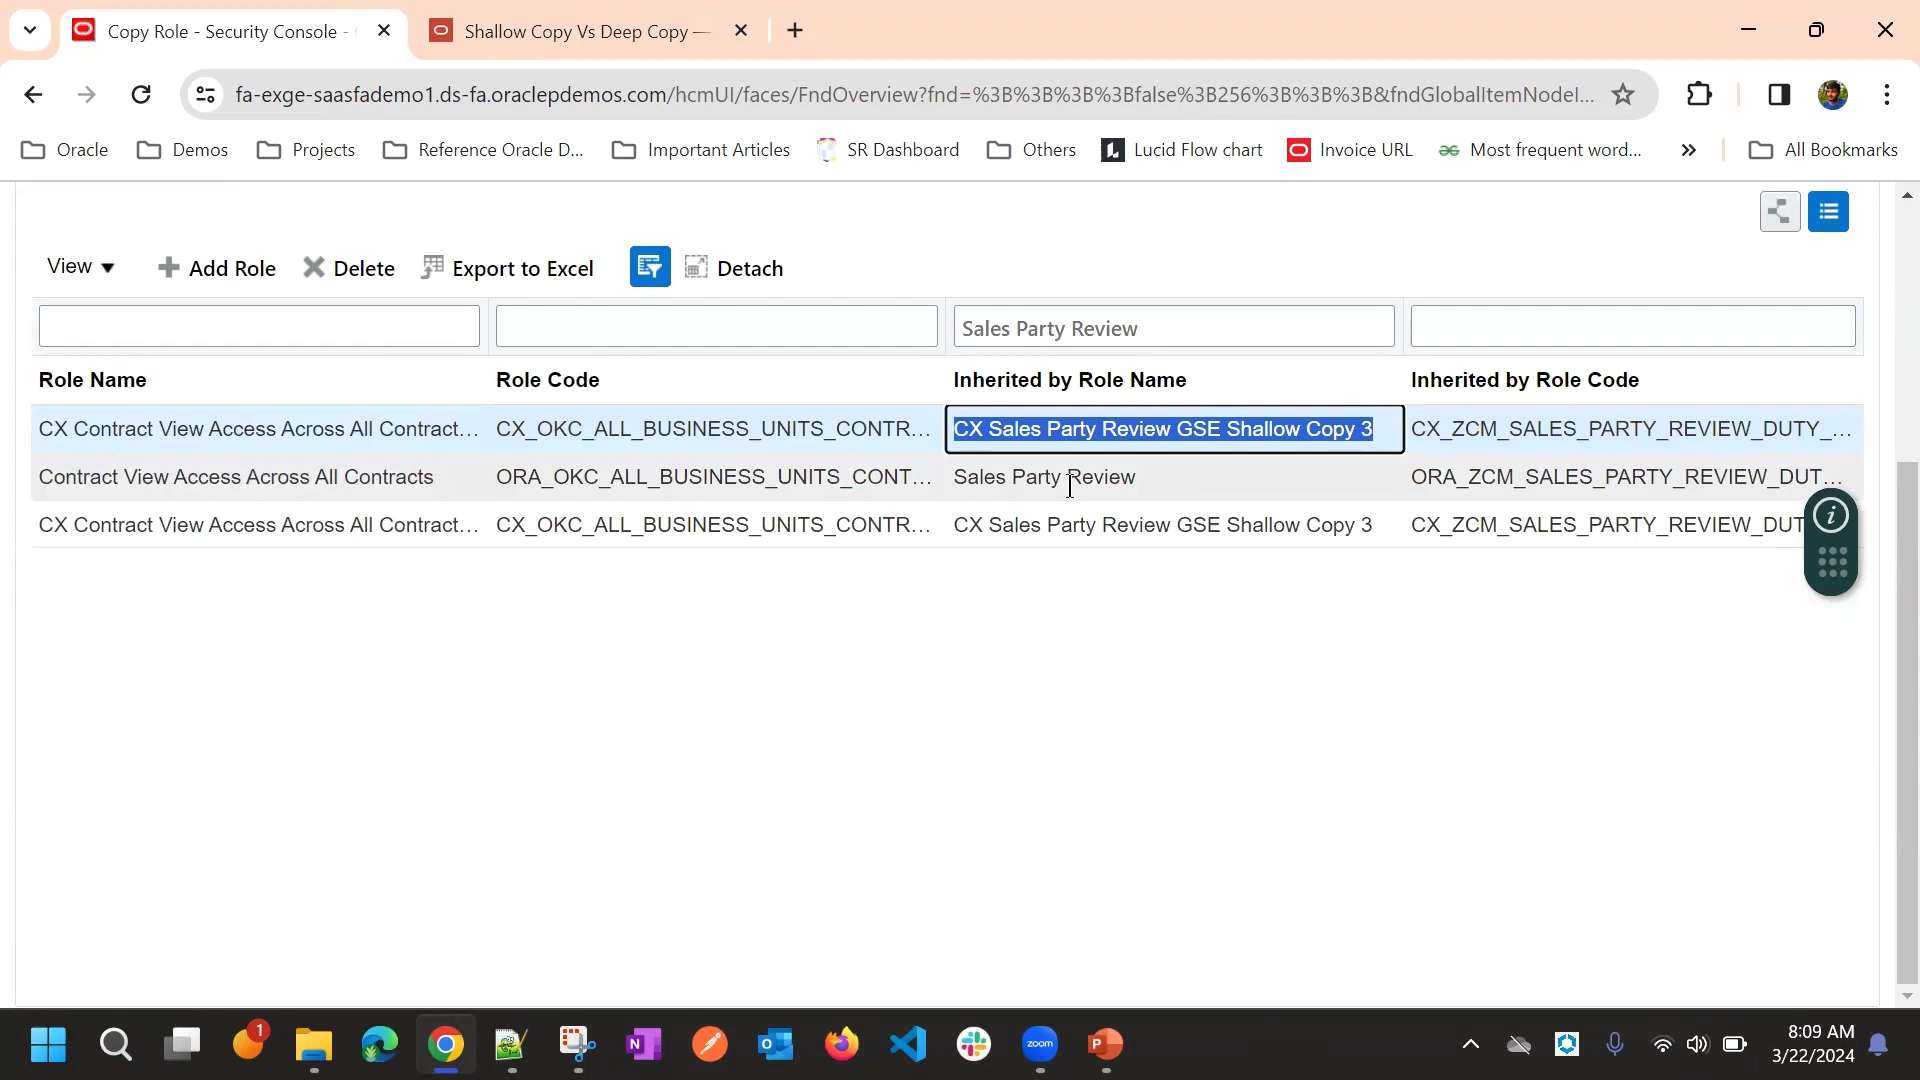 Copy Role - Security Console -
Shallow Copy Vs Deep Copy —
fa-exge-saasfademo1.ds-fa.oraclepdemos.com/hcmUI/faces/FndOverview?fnd=%3B%3B%3B%3Bfalse%3B256%3B%3B%3B&fndGlobalItemNodeI...
Oracle
Demos
Projects
Reference Oracle D...
Important Articles
SR Dashboard
Others
Lucid Flow chart
Invoice URL
Most frequent word...
All Bookmarks
View
Add Role
Delete
Export to Excel
Detach
Sales Party Review
Role Name Role Code Inherited by Role Name Inherited by Role Code
CX Contract View Access Across All Contract... CX_OKC_ALL_BUSINESS_UNITS_CONTR... CX Sales Party Review GSE Shallow Copy 3 CX_ZCM_SALES_PARTY_REVIEW_DUTY_...
Contract View Access Across All Contracts ORA_OKC_ALL_BUSINESS_UNITS_CONT... Sales Party Review ORA_ZCM_SALES_PARTY_REVIEW_DUT...
CX Contract View Access Across All Contract... CX_OKC_ALL_BUSINESS_UNITS_CONTR... CX Sales Party Review GSE Shallow Copy 3 CX_ZCM_SALES_PARTY_REVIEW_DUT
1
zoom
8:09 AM
3/22/2024